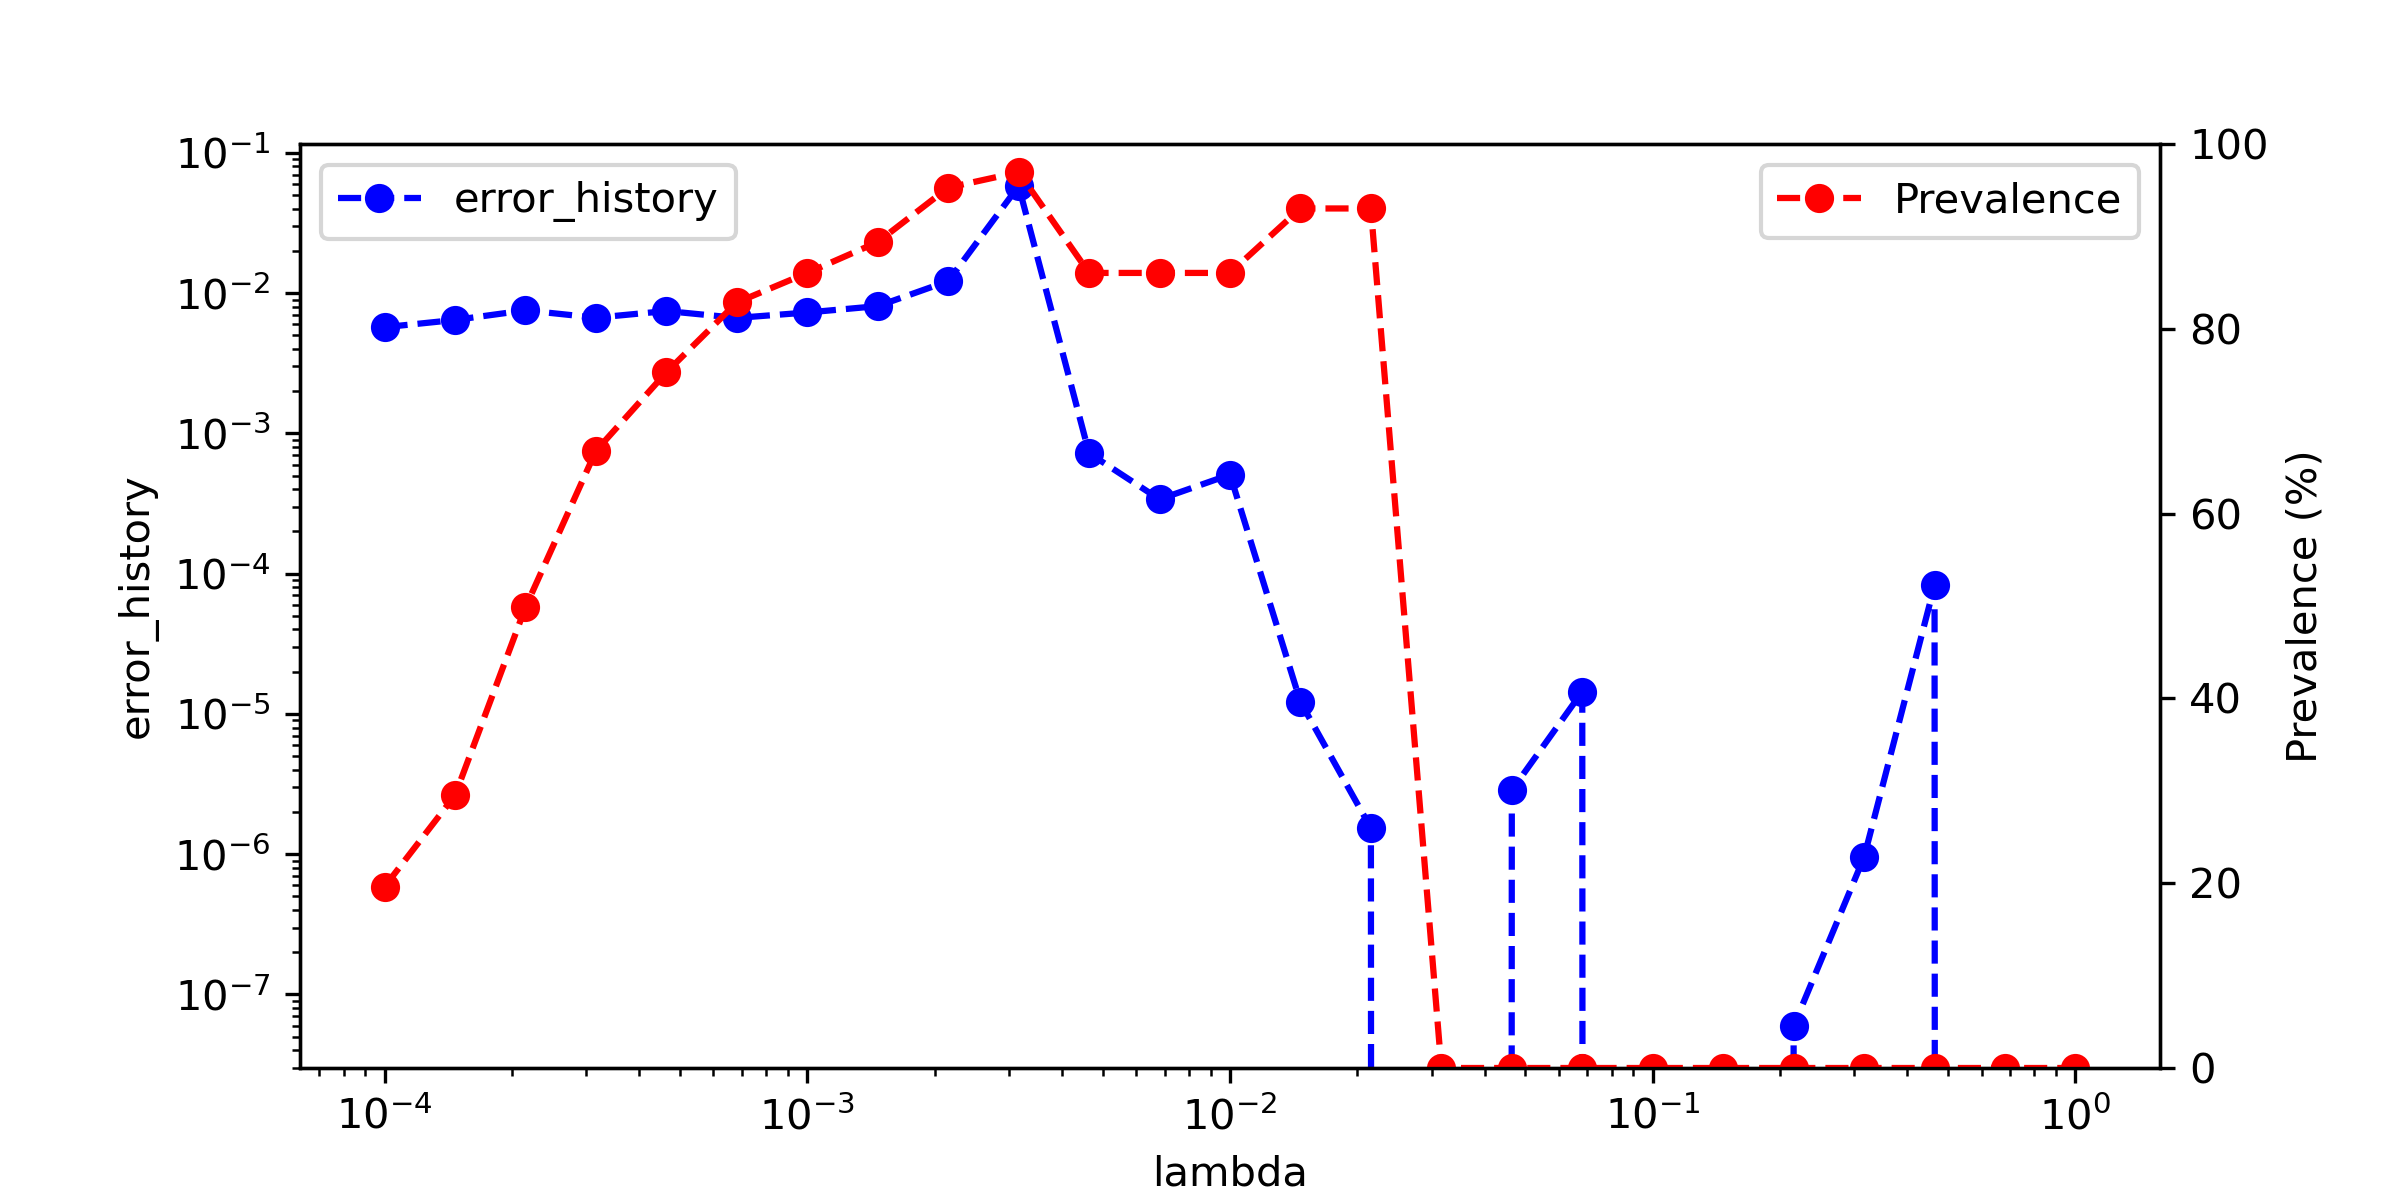 error_history
Prevalence
10⁻¹
10⁻²
10⁻³
10⁻⁴
10⁻⁵
10⁻⁶
10⁻⁷
error_history
100
80
60
40
20
0
Prevalence (%)
10⁻⁴ 10⁻³ 10⁻² 10⁻¹ 10⁰
lambda